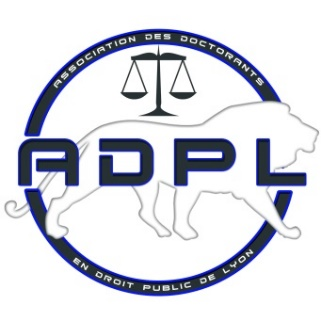 ASSOCIATION DES DOCTORANTS
ADPL
EN DROIT PUBLIC DE LYON